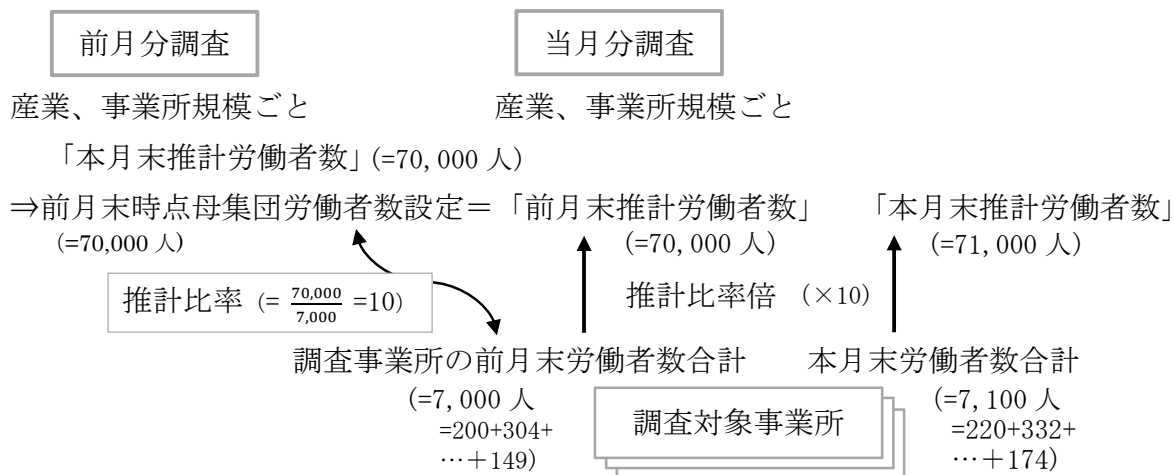 前月分調査 当月分調査
産業、事業所規模ごと 産業、事業所規模ごと
「本月末推計労働者数」(=70,000 人)
⇒前月末時点母集団労働者数設定＝「前月末推計労働者数」 「本月末推計労働者数」
(=70,000 人) (=70,000 人) (=71,000 人)
推計比率 (= 70,000/7,000 =10) 推計比率倍 (×10)
調査事業所の前月末労働者数合計 本月末労働者数合計
(=7,000 人 (=7,100 人
=200+304+ 調査対象事業所 =220+332+
…＋149) …＋174)